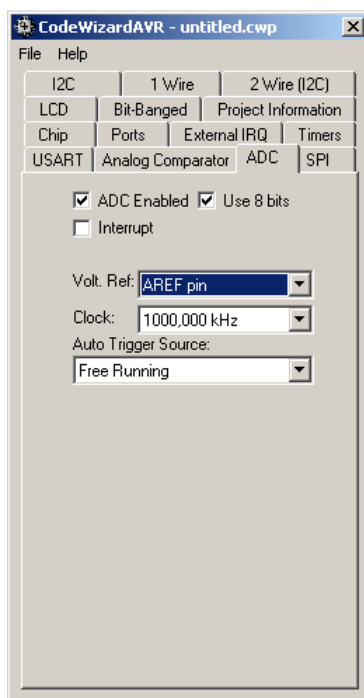 CodeWizardAVR - untitled.cwp
File Help
I2C 1 Wire 2 Wire (I2C)
LCD Bit-Banged Project Information
Chip Ports External IRQ Timers
USART Analog Comparator ADC SPI
ADC Enabled Use 8 bits
Interrupt
Volt. Ref: AREF pin
Clock: 1000,000 kHz
Auto Trigger Source:
Free Running